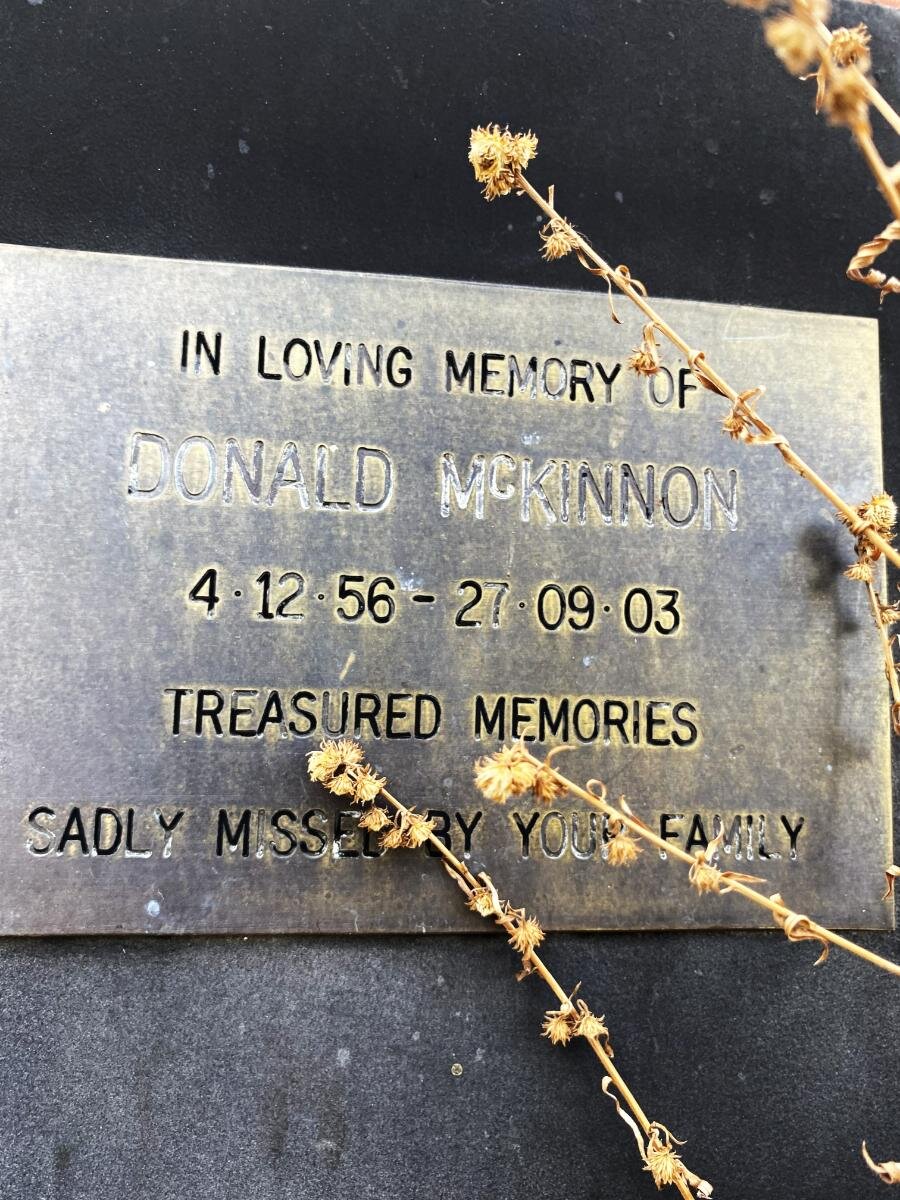 IN LOVING MEMORY OF
DONALD McKINNON
4·12·56 - 27·09·03
TREASURED MEMORIES
SADLY MISSED BY YOUR FAMILY